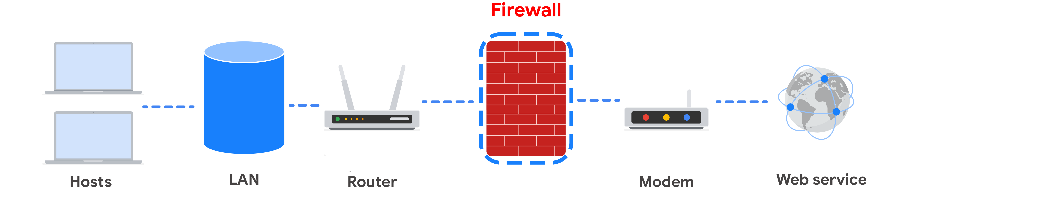 Firewall
Hosts
LAN
Router
Modem
Web service